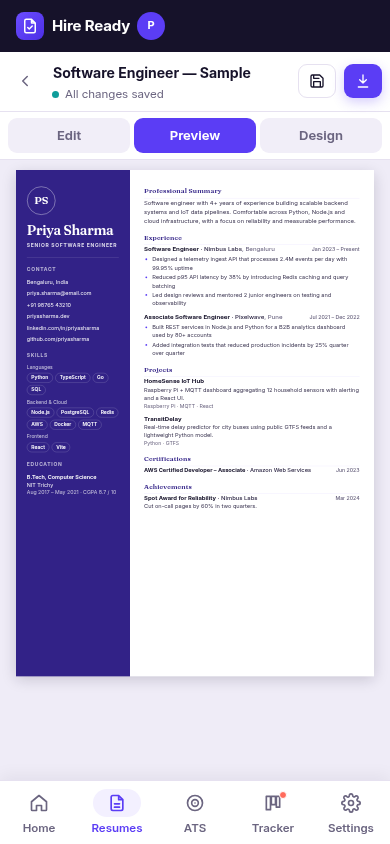 Hire Ready P
Software Engineer — Sample
All changes saved
Edit Preview Design
PS
Priya Sharma
SENIOR SOFTWARE ENGINEER
CONTACT
Bengaluru, India
priya.sharma@email.com
+91 98765 43210
priyasharma.dev
linkedin.com/in/priyasharma
github.com/priyasharma
SKILLS
Languages
Python TypeScript Go
SQL
Backend & Cloud
Node.js PostgreSQL Redis
AWS Docker MQTT
Frontend
React Vite
EDUCATION
B.Tech, Computer Science
NIT Trichy
Aug 2017 – May 2021 · CGPA 8.7 / 10
Professional Summary
Software engineer with 4+ years of experience building scalable backend
systems and IoT data pipelines. Comfortable across Python, Node.js and
cloud infrastructure, with a focus on reliability and measurable performance.
Experience
Software Engineer · Nimbus Labs, Bengaluru Jan 2023 – Present
• Designed a telemetry ingest API that processes 2.4M events per day with
99.95% uptime
• Reduced p95 API latency by 38% by introducing Redis caching and query
batching
• Led design reviews and mentored 2 junior engineers on testing and
observability
Associate Software Engineer · Pixelwave, Pune Jul 2021 – Dec 2022
• Built REST services in Node.js and Python for a B2B analytics dashboard
used by 80+ accounts
• Added integration tests that reduced production incidents by 25% quarter
over quarter
Projects
HomeSense IoT Hub
Raspberry Pi + MQTT dashboard aggregating 12 household sensors with alerting
and a React UI.
Raspberry Pi · MQTT · React
TransitDelay
Real-time delay predictor for city buses using public GTFS feeds and a
lightweight Python model.
Python · GTFS
Certifications
AWS Certified Developer – Associate · Amazon Web Services Jun 2023
Achievements
Spot Award for Reliability · Nimbus Labs Mar 2024
Cut on-call pages by 60% in two quarters.
Home Resumes ATS Tracker Settings